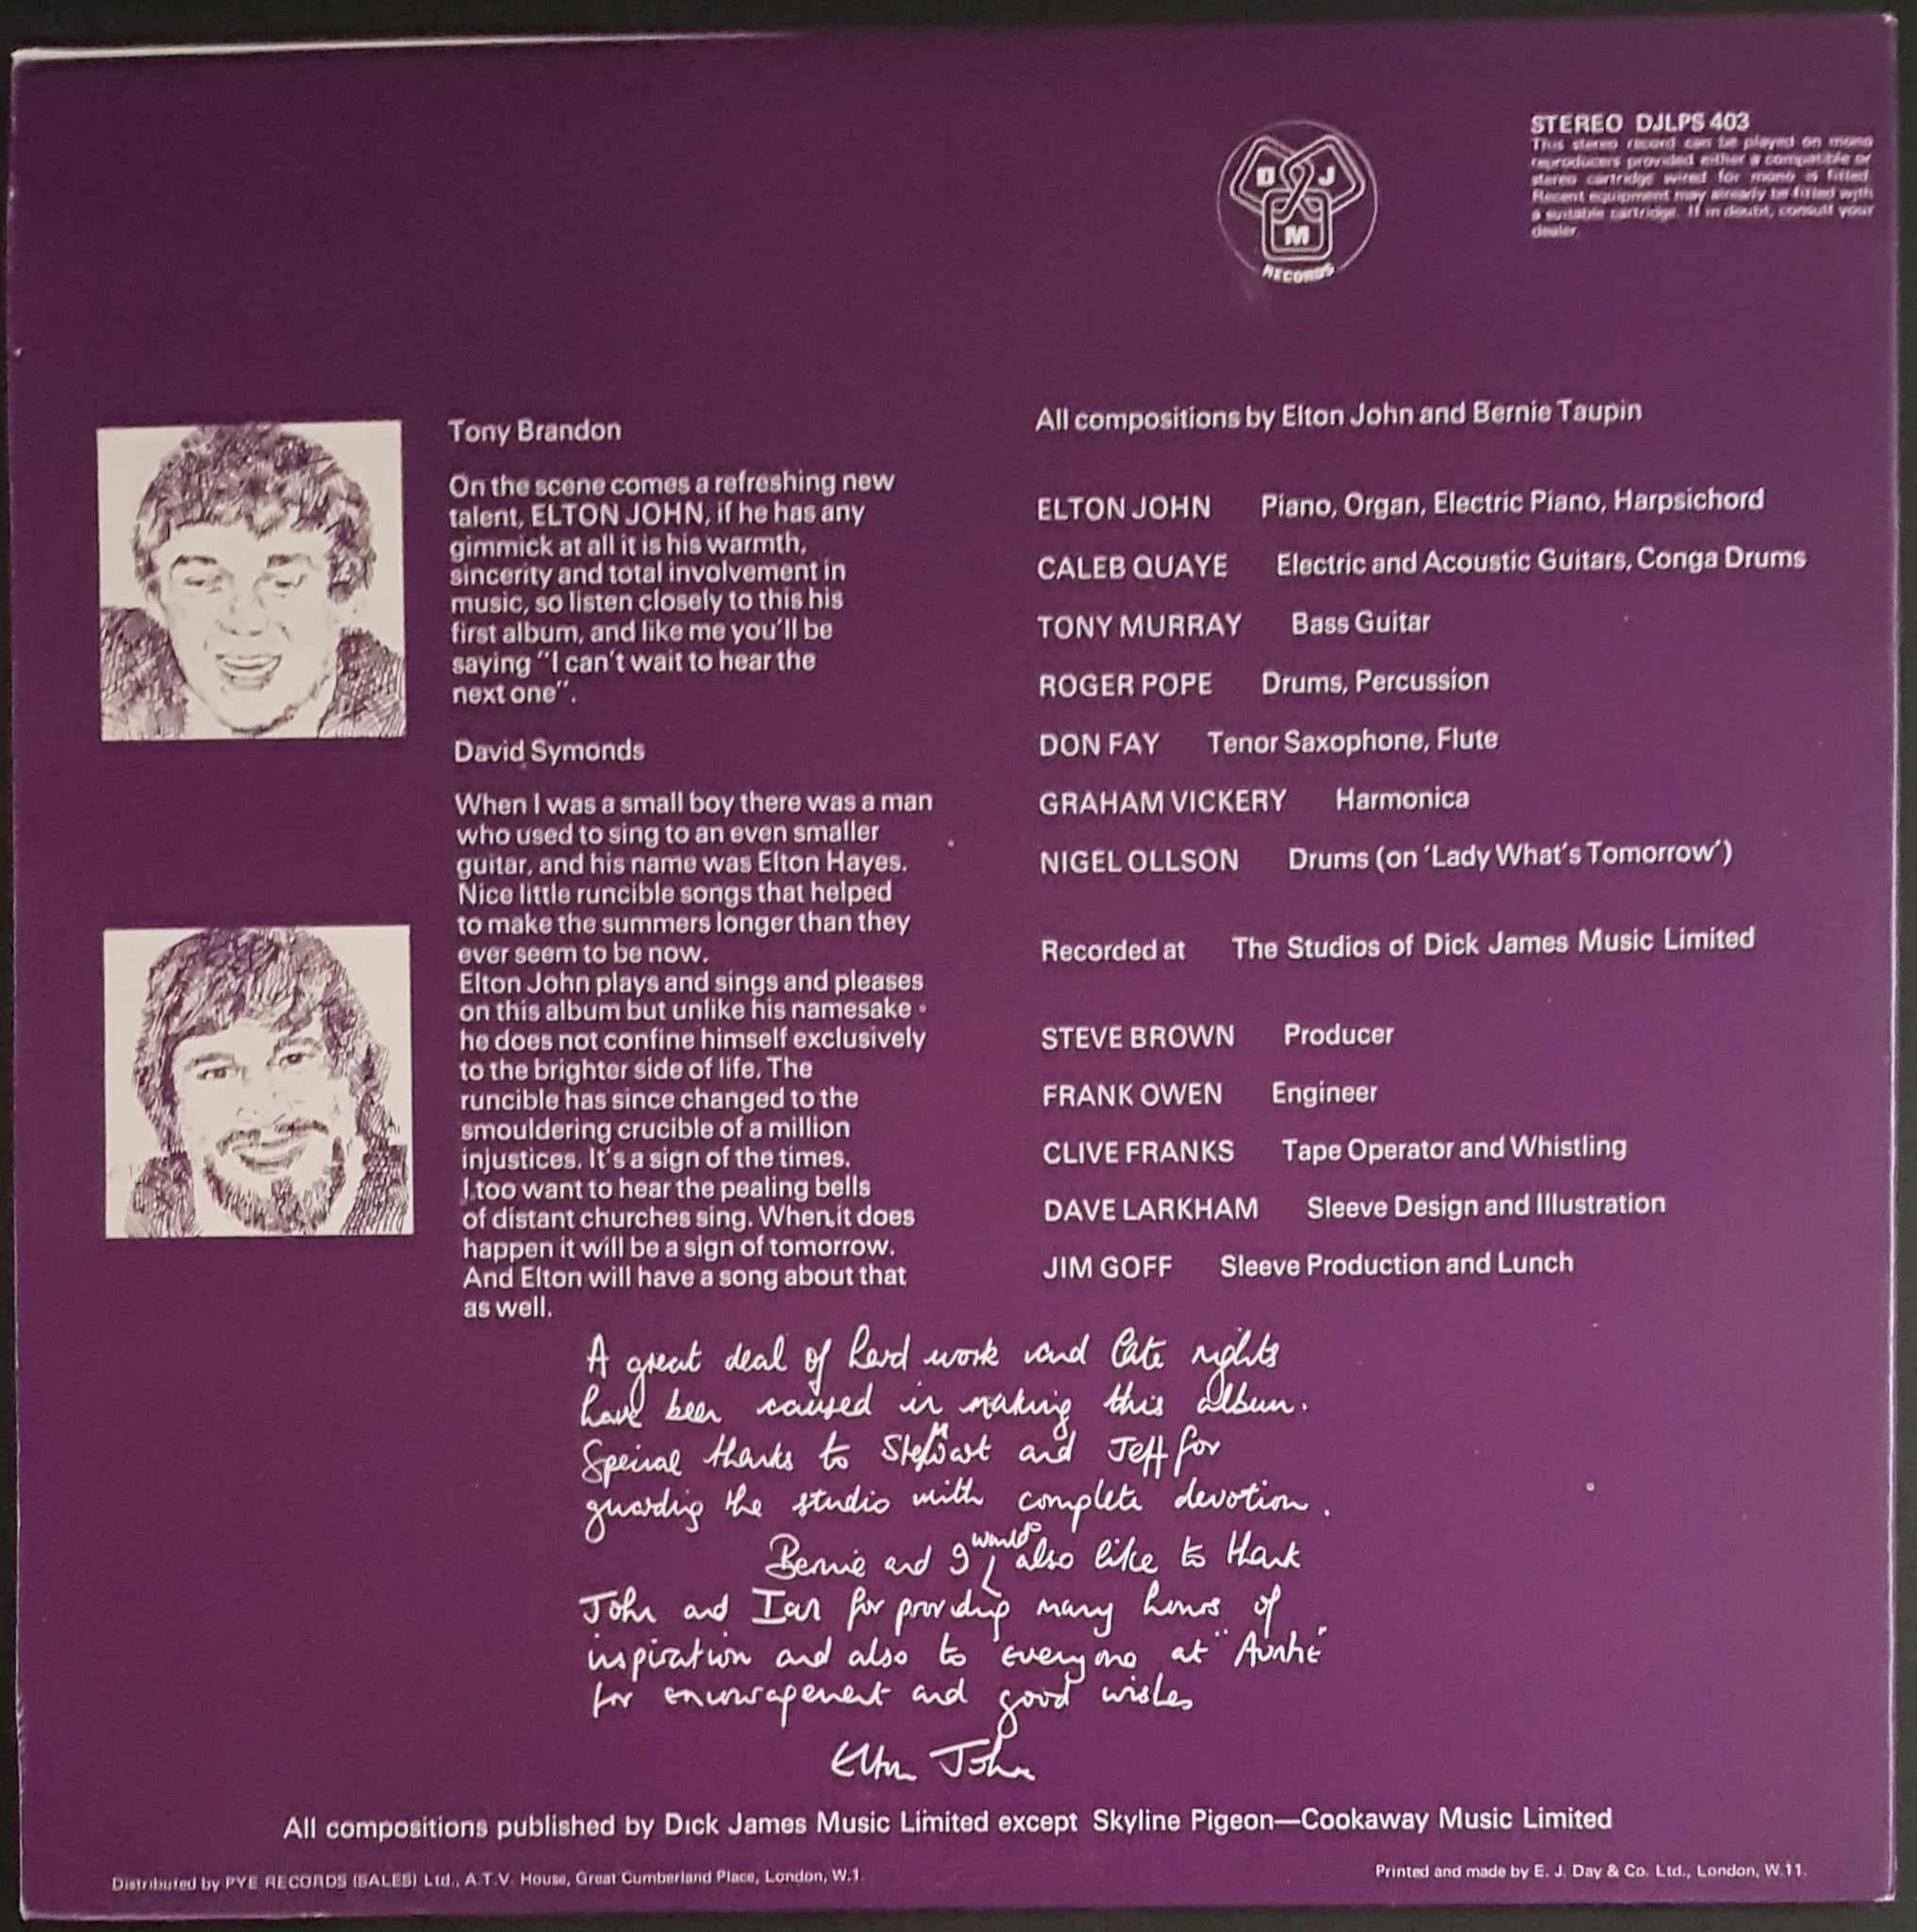 D J
M
RECORDS
STEREO DJLPS 403
This stereo record can be played on mono
reproducers provided either a compatible or
stereo cartridge wired for mono is fitted.
Recent equipment may already be fitted with
a suitable cartridge. If in doubt, consult your
dealer.
Tony Brandon
On the scene comes a refreshing new
talent, ELTON JOHN, if he has any
gimmick at all it is his warmth,
sincerity and total involvement in
music, so listen closely to this his
first album, and like me you'll be
saying "I can't wait to hear the
next one".
David Symonds
When I was a small boy there was a man
who used to sing to an even smaller
guitar, and his name was Elton Hayes.
Nice little runcible songs that helped
to make the summers longer than they
ever seem to be now.
Elton John plays and sings and pleases
on this album but unlike his namesake
he does not confine himself exclusively
to the brighter side of life. The
runcible has since changed to the
smouldering crucible of a million
injustices. It's a sign of the times.
I too want to hear the pealing bells
of distant churches sing. When it does
happen it will be a sign of tomorrow.
And Elton will have a song about that
as well.
All compositions by Elton John and Bernie Taupin
ELTON JOHN Piano, Organ, Electric Piano, Harpsichord
CALEB QUAYE Electric and Acoustic Guitars, Conga Drums
TONY MURRAY Bass Guitar
ROGER POPE Drums, Percussion
DON FAY Tenor Saxophone, Flute
GRAHAM VICKERY Harmonica
NIGEL OLLSON Drums (on 'Lady What's Tomorrow')
Recorded at The Studios of Dick James Music Limited
STEVE BROWN Producer
FRANK OWEN Engineer
CLIVE FRANKS Tape Operator and Whistling
DAVE LARKHAM Sleeve Design and Illustration
JIM GOFF Sleeve Production and Lunch
A great deal of hard work and late nights
have been caused in making this album.
Special thanks to and Jeff for
guarding the studio with complete devotion.
Bernie and I would also like to thank
John and Ian for providing many hours of
inspiration and also to everyone at "Auntie"
for encouragement and good wishes
Elton John
All compositions published by Dick James Music Limited except Skyline Pigeon—Cookaway Music Limited
Distributed by PYE RECORDS (SALES) Ltd., A.T.V. House, Great Cumberland Place, London, W.1.
Printed and made by E. J. Day & Co. Ltd., London, W.11.